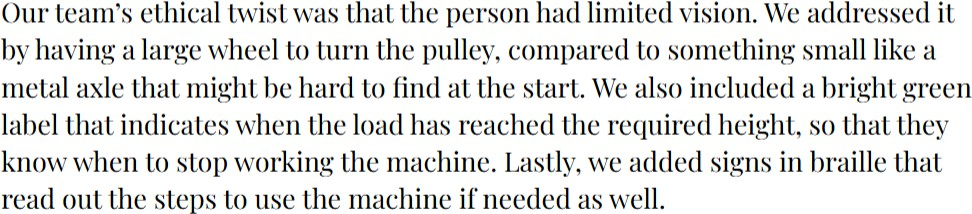 Our team’s ethical twist was that the person had limited vision. We addressed it
by having a large wheel to turn the pulley, compared to something small like a
metal axle that might be hard to find at the start. We also included a bright green
label that indicates when the load has reached the required height, so that they
know when to stop working the machine. Lastly, we added signs in braille that
read out the steps to use the machine if needed as well.